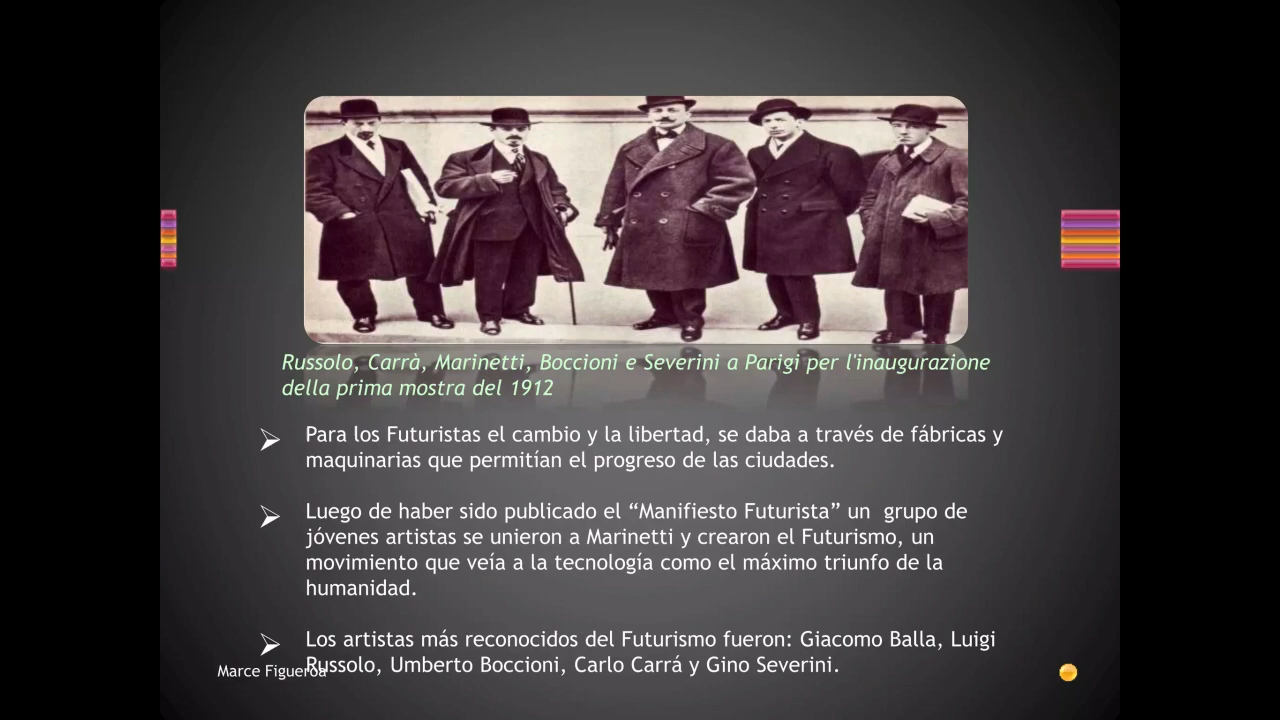 Russolo, Carrà, Marinetti, Boccioni e Severini a Parigi per l'inaugurazione
della prima mostra del 1912
Para los Futuristas el cambio y la libertad, se daba a través de fábricas y
maquinarias que permitían el progreso de las ciudades.
Luego de haber sido publicado el “Manifiesto Futurista” un  grupo de
jóvenes artistas se unieron a Marinetti y crearon el Futurismo, un
movimiento que veía a la tecnología como el máximo triunfo de la
humanidad.
Los artistas más reconocidos del Futurismo fueron: Giacomo Balla, Luigi
Russolo, Umberto Boccioni, Carlo Carrá y Gino Severini.
Marce Figueroa